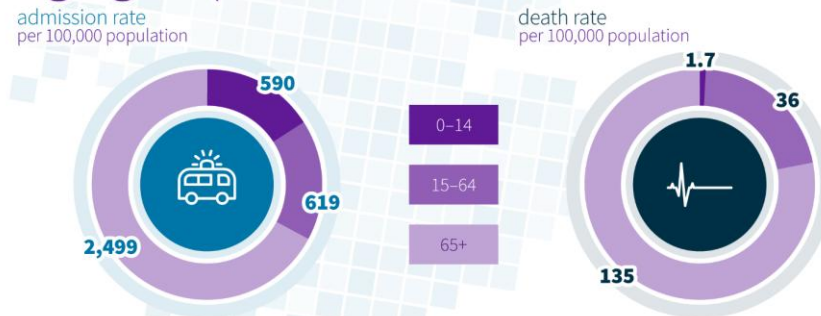 admission rate
per 100,000 population
590
619
2,499
0–14
15–64
65+
death rate
per 100,000 population
1.7
36
135